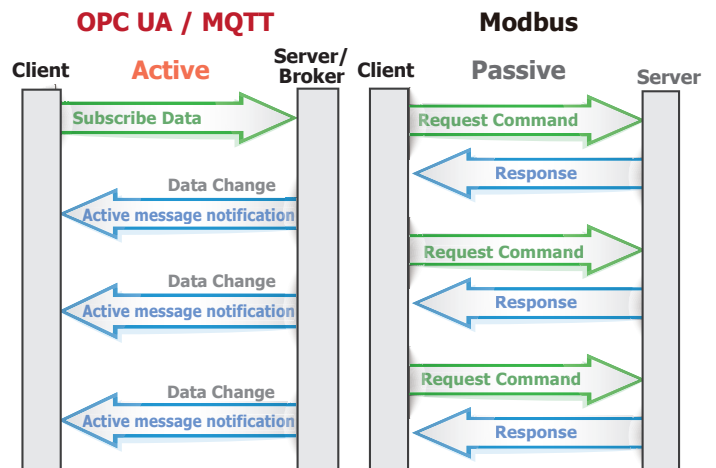 OPC UA / MQTT
Client
Active
Server/
Broker
Subscribe Data
Data Change
Active message notification
Data Change
Active message notification
Data Change
Active message notification
Modbus
Client
Passive
Server
Request Command
Response
Request Command
Response
Request Command
Response